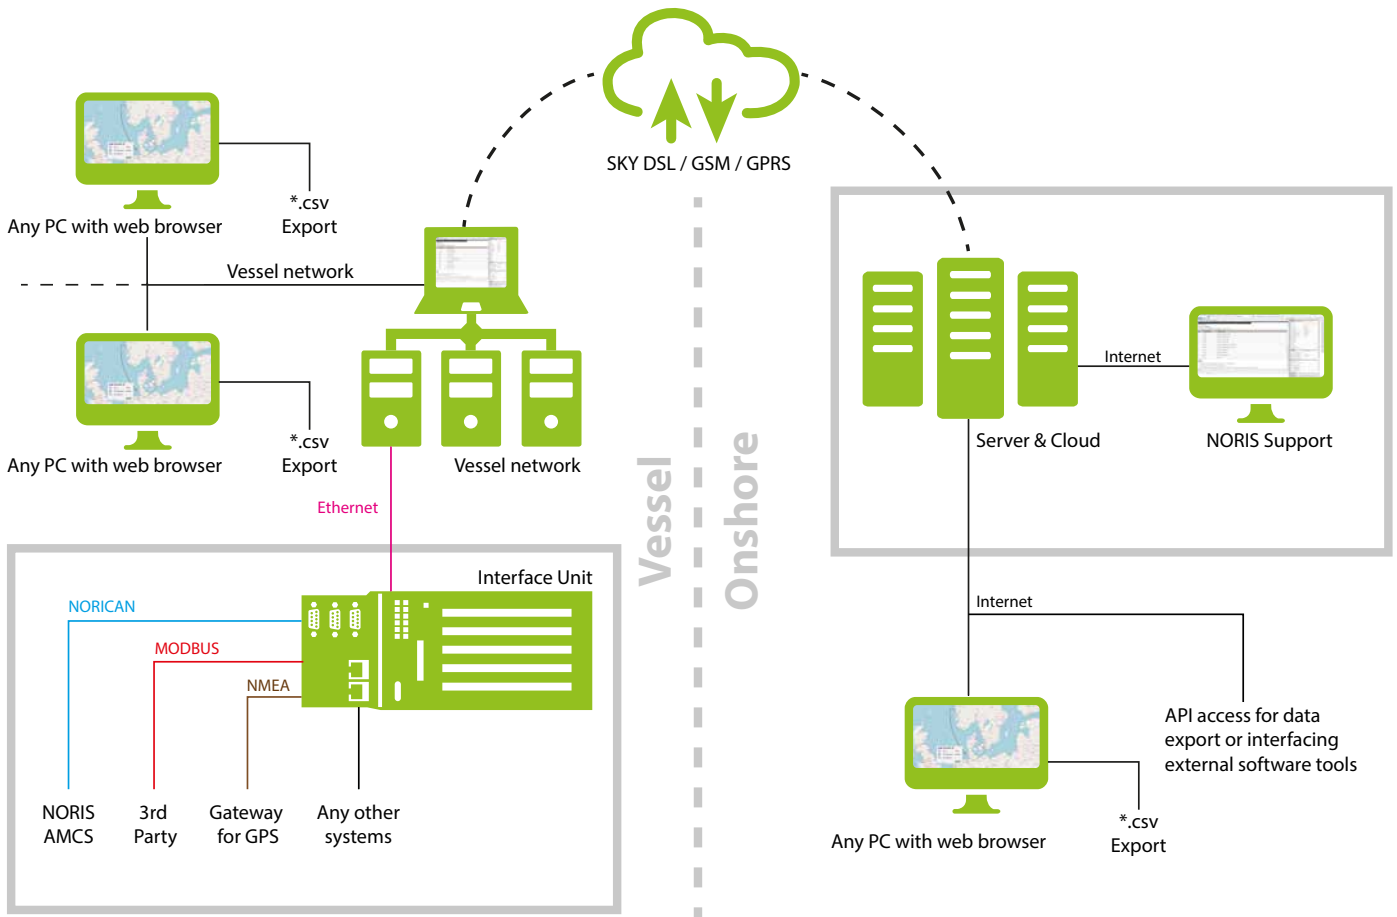 SKY DSL / GSM / GPRS
*.csv
Export
Any PC with web browser
Vessel network
*.csv
Export
Any PC with web browser
Vessel network
Ethernet
Interface Unit
NORICAN
MODBUS
NMEA
NORIS
AMCS
3rd
Party
Gateway
for GPS
Any other
systems
Vessel
Onshore
Internet
Server & Cloud
NORIS Support
Internet
API access for data
export or interfacing
external software tools
*.csv
Export
Any PC with web browser